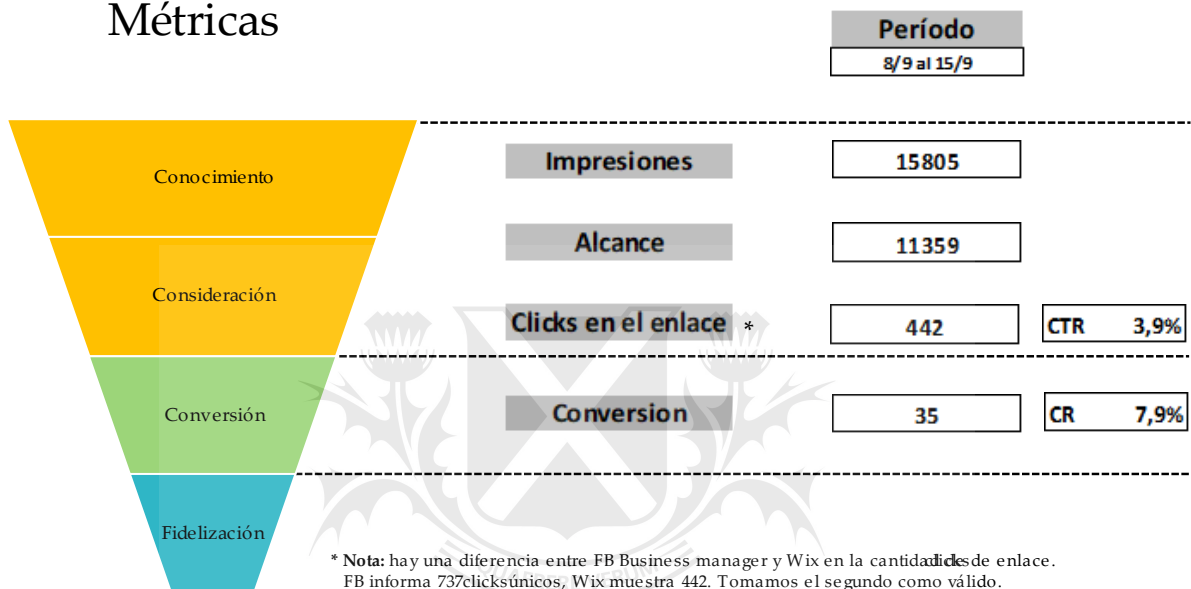 Métricas
Período
8/9 al 15/9
Conocimiento
Impresiones
15805
Alcance
11359
Consideración
Clicks en el enlace *
442
CTR 3,9%
Conversión
Conversion
35
CR 7,9%
Fidelización
* Nota: hay una diferencia entre FB Business manager y Wix en la cantidad de clicks de enlace.
FB informa 737clicks únicos, Wix muestra 442. Tomamos el segundo como válido.